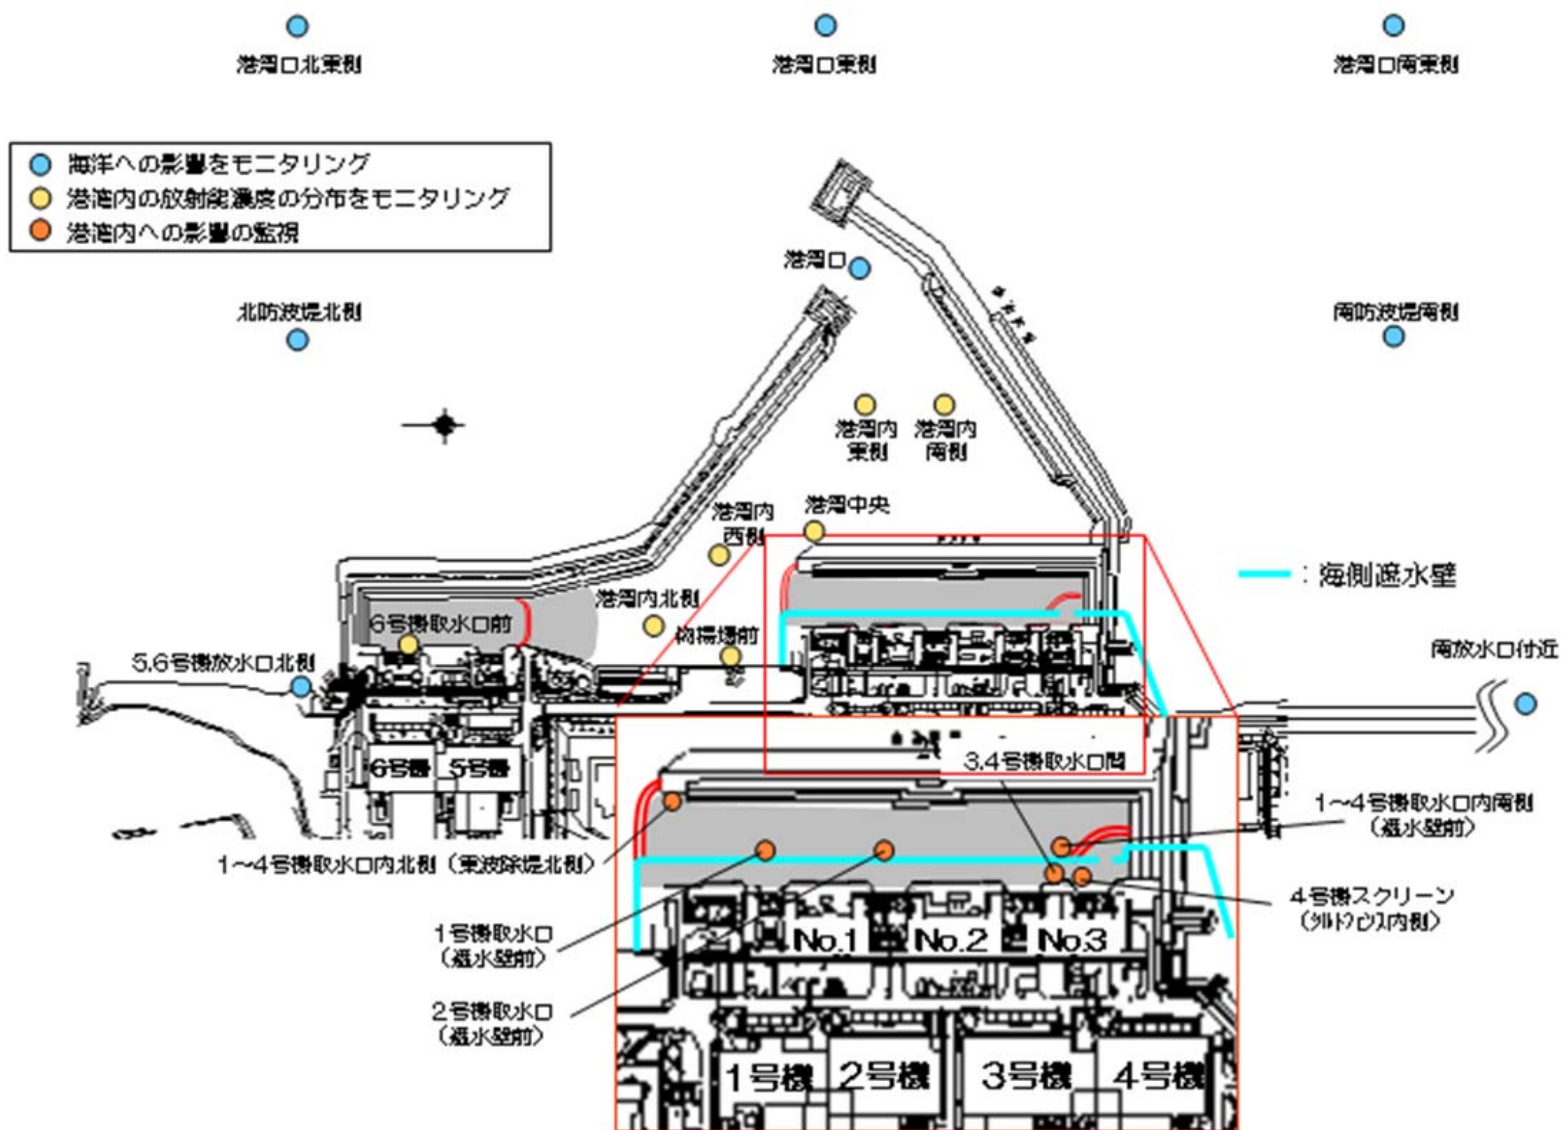 港湾口北東側
港湾口東側
港湾口南東側
海洋への影響をモニタリング
港湾内の放射能濃度の分布をモニタリング
港湾内への影響の監視
港湾口
北防波堤北側
南防波堤南側
港湾内
東側
港湾内
南側
港湾中央
港湾内
西側
:海側遮水壁
港湾内北側
6号機取水口前
物揚場前
5,6号機放水口北側
南放水口付近
6号機
5号機
3,4号機取水口間
1~4号機取水口内南側
(遮水壁前)
1~4号機取水口内北側(東波除堤北側)
4号機スクリーン
(シルトフェンス内側)
1号機取水口
(遮水壁前)
No.1
No.2
No.3
2号機取水口
(遮水壁前)
1号機
2号機
3号機
4号機